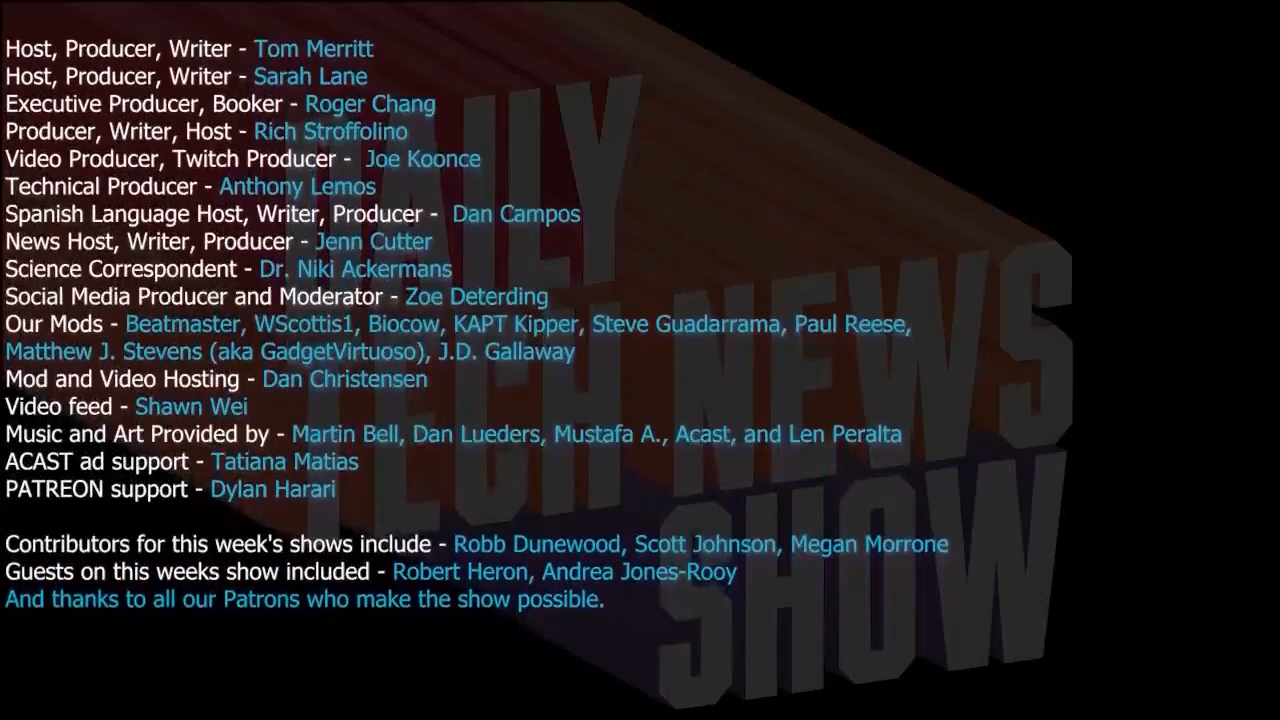 Host, Producer, Writer - Tom Merritt
Host, Producer, Writer - Sarah Lane
Executive Producer, Booker - Roger Chang
Producer, Writer, Host - Rich Stroffolino
Video Producer, Twitch Producer - Joe Koonce
Technical Producer - Anthony Lemos
Spanish Language Host, Writer, Producer - Dan Campos
News Host, Writer, Producer - Jenn Cutter
Science Correspondent - Dr. Niki Ackermans
Social Media Producer and Moderator - Zoe Deterding
Our Mods - Beatmaster, WScottis1, Biocow, KAPT Kipper, Steve Guadarrama, Paul Reese,
Matthew J. Stevens (aka GadgetVirtuoso), J.D. Gallaway
Mod and Video Hosting - Dan Christensen
Video feed - Shawn Wei
Music and Art Provided by - Martin Bell, Dan Lueders, Mustafa A., Acast, and Len Peralta
ACAST ad support - Tatiana Matias
PATREON support - Dylan Harari
Contributors for this week's shows include - Robb Dunewood, Scott Johnson, Megan Morrone
Guests on this weeks show included - Robert Heron, Andrea Jones-Rooy
And thanks to all our Patrons who make the show possible.
DAILY
TECH NEWS
SHOW